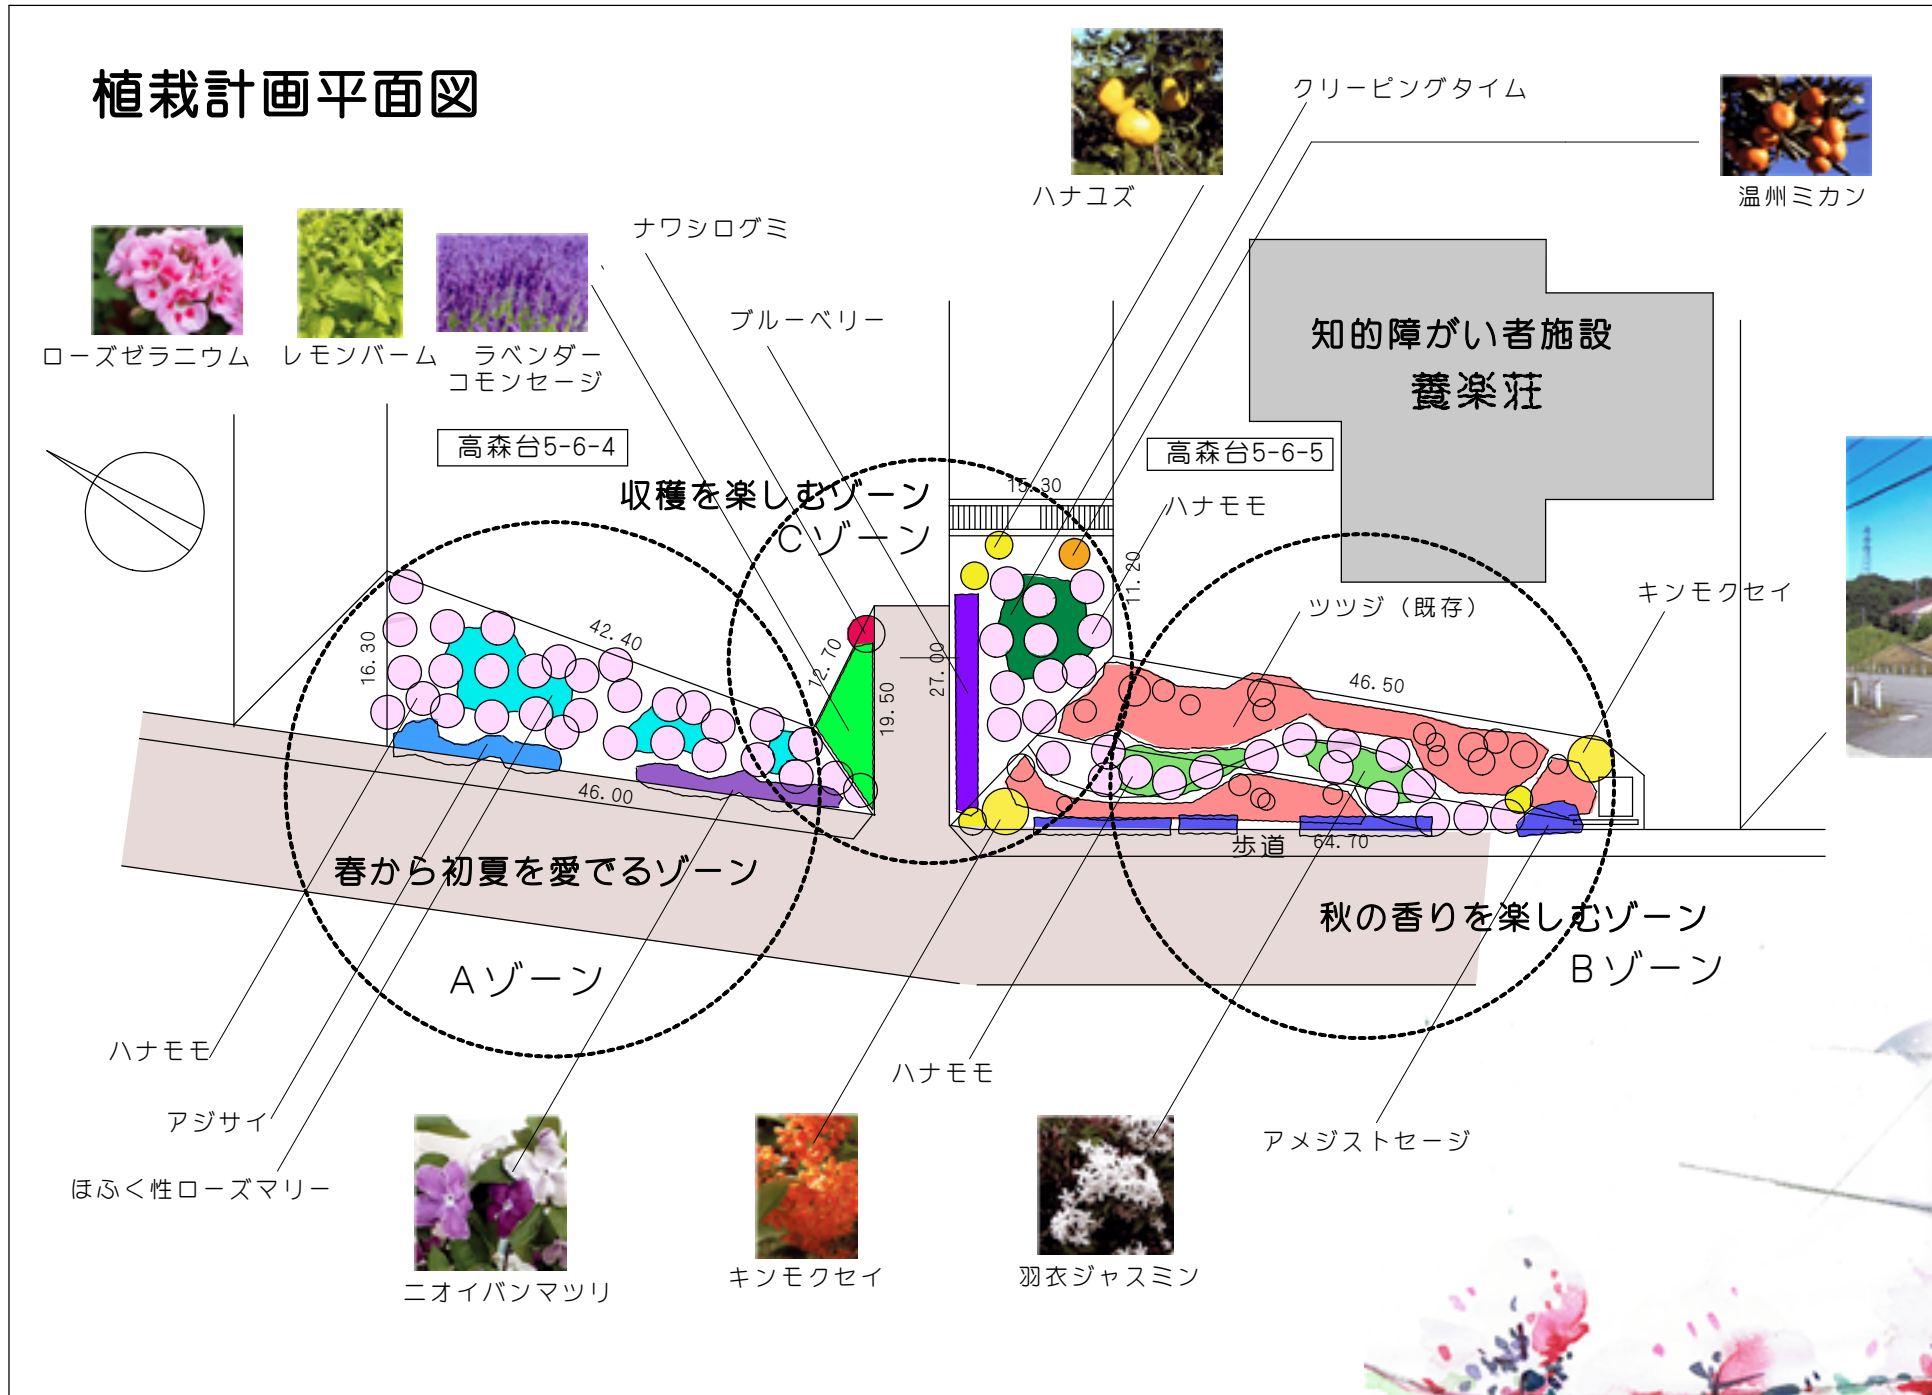 植栽計画平面図
クリーピングタイム
ハナユズ
温州ミカン
ナワシログミ
ブルーベリー
ローズゼラニウム
レモンバーム
ラベンダー
コモンセージ
知的障がい者施設
養楽荘
高森台5-6-4
高森台5-6-5
収穫を楽しむゾーン
Cゾーン
15.30
ハナモモ
11.20
ツツジ（既存）
キンモクセイ
16.30
42.40
12.70
19.50
27.00
46.50
46.00
歩道
64.70
春から初夏を愛でるゾーン
Aゾーン
秋の香りを楽しむゾーン
Bゾーン
ハナモモ
アジサイ
ほふく性ローズマリー
ハナモモ
アメジストセージ
ニオイバンマツリ
キンモクセイ
羽衣ジャスミン